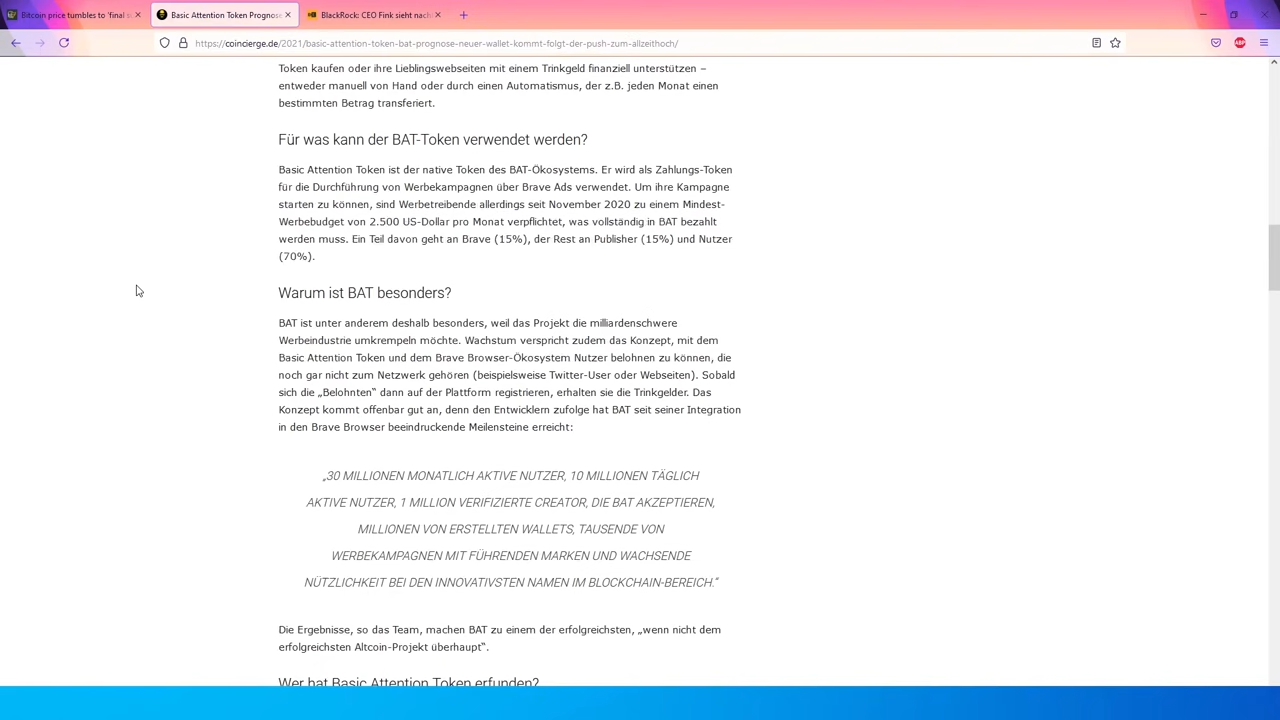 Bitcoin price tumbles to 'final s
Basic Attention Token Prognose
BlackRock: CEO Fink sieht nach
https://coincierge.de/2021/basic-attention-token-bat-prognose-neuer-wallet-kommt-folgt-der-push-zum-allzeithoch/
ABP
Token kaufen oder ihre Lieblingswebseiten mit einem Trinkgeld finanziell unterstützen –
entweder manuell von Hand oder durch einen Automatismus, der z.B. jeden Monat einen
bestimmten Betrag transferiert.
Für was kann der BAT-Token verwendet werden?
Basic Attention Token ist der native Token des BAT-Ökosystems. Er wird als Zahlungs-Token
für die Durchführung von Werbekampagnen über Brave Ads verwendet. Um ihre Kampagne
starten zu können, sind Werbetreibende allerdings seit November 2020 zu einem Mindest-
Werbebudget von 2.500 US-Dollar pro Monat verpflichtet, was vollständig in BAT bezahlt
werden muss. Ein Teil davon geht an Brave (15%), der Rest an Publisher (15%) und Nutzer
(70%).
Warum ist BAT besonders?
BAT ist unter anderem deshalb besonders, weil das Projekt die milliardenschwere
Werbeindustrie umkrempeln möchte. Wachstum verspricht zudem das Konzept, mit dem
Basic Attention Token und dem Brave Browser-Ökosystem Nutzer belohnen zu können, die
noch gar nicht zum Netzwerk gehören (beispielsweise Twitter-User oder Webseiten). Sobald
sich die „Belohnten“ dann auf der Plattform registrieren, erhalten sie die Trinkgelder. Das
Konzept kommt offenbar gut an, denn den Entwicklern zufolge hat BAT seit seiner Integration
in den Brave Browser beeindruckende Meilensteine erreicht:
„30 MILLIONEN MONATLICH AKTIVE NUTZER, 10 MILLIONEN TÄGLICH
AKTIVE NUTZER, 1 MILLION VERIFIZIERTE CREATOR, DIE BAT AKZEPTIEREN,
MILLIONEN VON ERSTELLTEN WALLETS, TAUSENDE VON
WERBEKAMPAGNEN MIT FÜHRENDEN MARKEN UND WACHSENDE
NÜTZLICHKEIT BEI DEN INNOVATIVSTEN NAMEN IM BLOCKCHAIN-BEREICH.“
Die Ergebnisse, so das Team, machen BAT zu einem der erfolgreichsten, „wenn nicht dem
erfolgreichsten Altcoin-Projekt überhaupt“.
Wer hat Basic Attention Token erfunden?